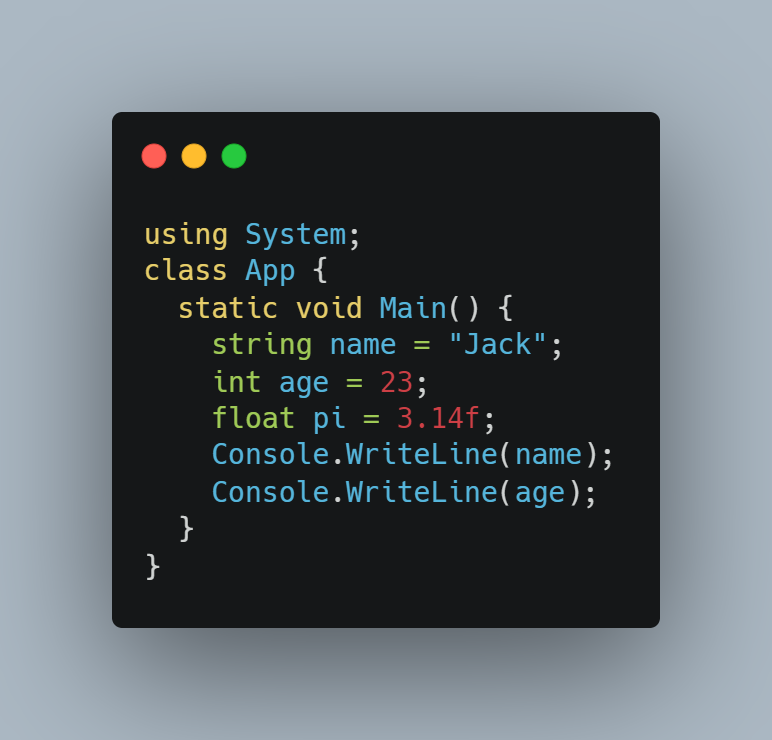 using System;
class App {
  static void Main() {
    string name = "Jack";
    int age = 23;
    float pi = 3.14f;
    Console.WriteLine(name);
    Console.WriteLine(age);
  }
}